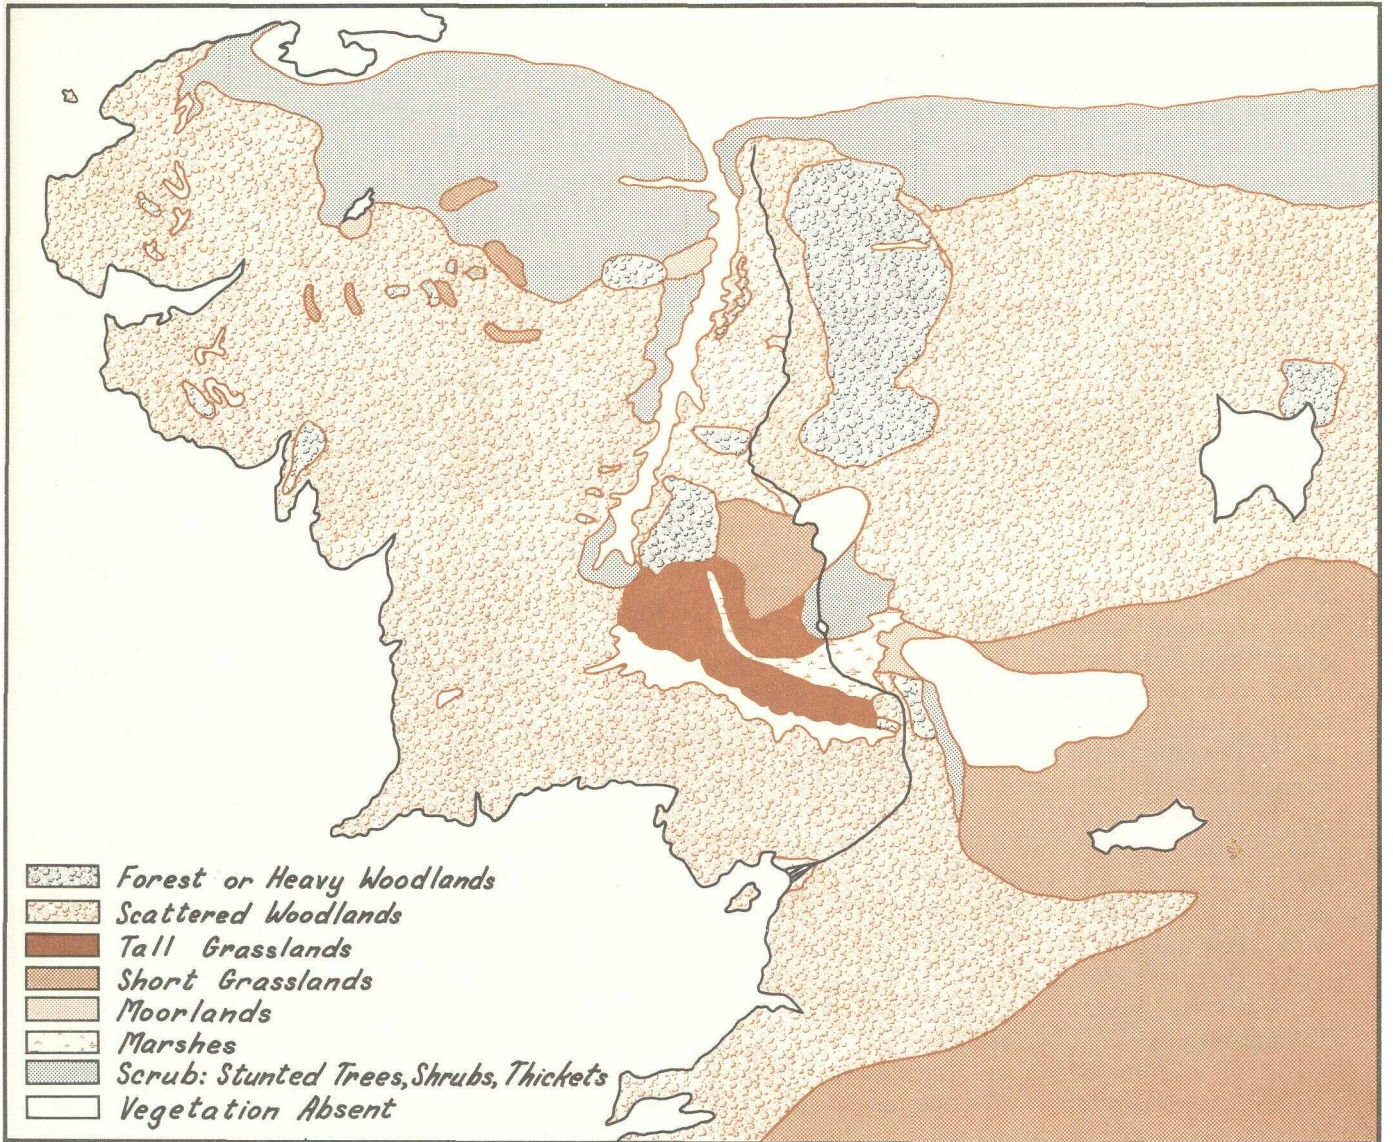 Forest or Heavy Woodlands
Scattered Woodlands
Tall Grasslands
Short Grasslands
Moorlands
Marshes
Scrub: Stunted Trees, Shrubs, Thickets
Vegetation Absent